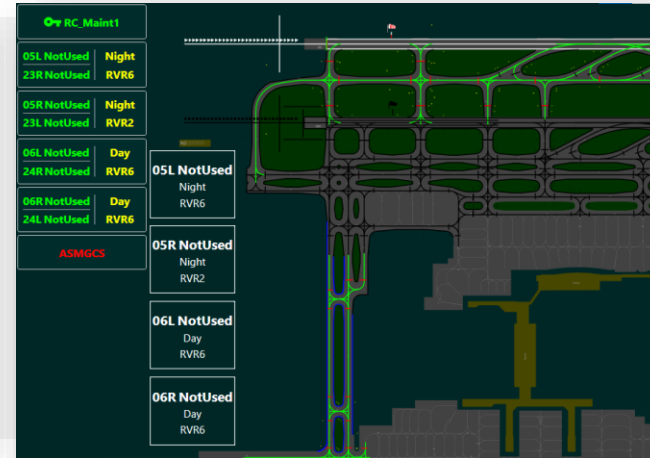 RC_Maint1
05L NotUsed Night
23R NotUsed RVR6
05R NotUsed Night
23L NotUsed RVR2
06L NotUsed Day
24R NotUsed RVR6
06R NotUsed Day
24L NotUsed RVR6
ASMGCS
05L NotUsed
Night
RVR6
05R NotUsed
Night
RVR2
06L NotUsed
Day
RVR6
06R NotUsed
Day
RVR6